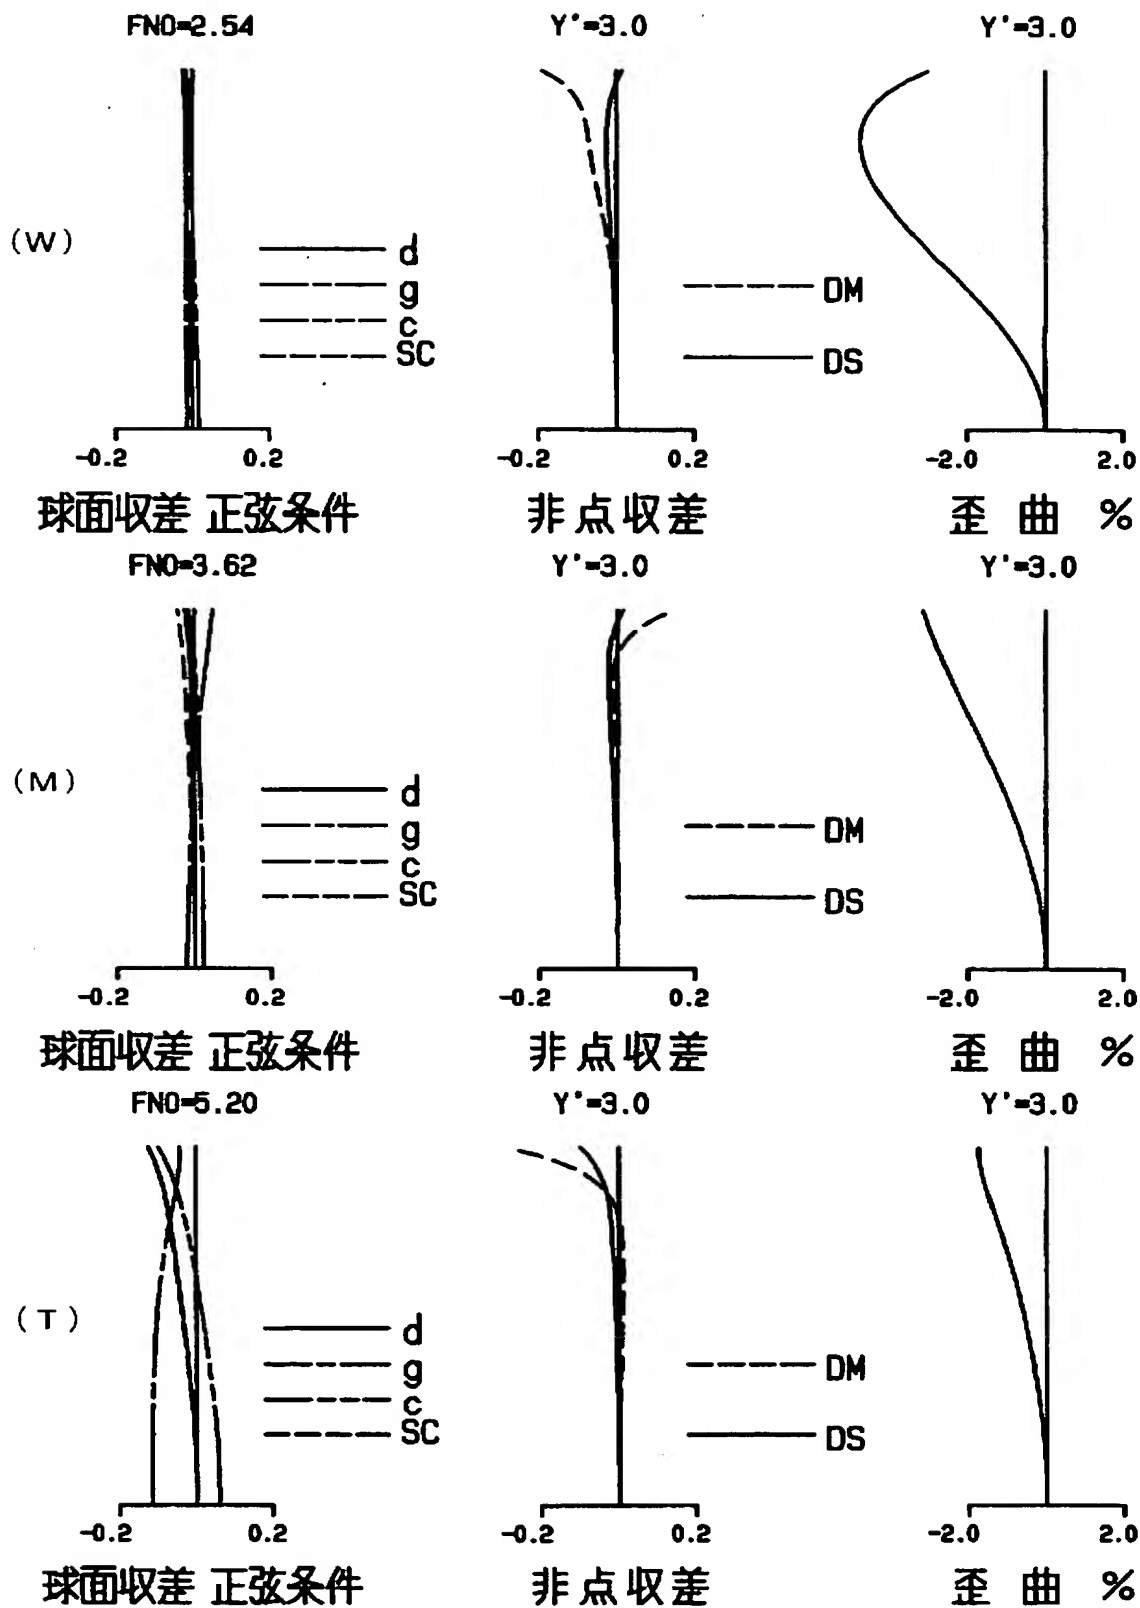 FNO=2.54 Y'=3.0 Y'=3.0
(W)
d
g
c
SC
DM
DS
-0.2 0.2 -0.2 0.2 -2.0 2.0
球面収差 正弦条件 非点収差 歪曲 %
FNO=3.62 Y'=3.0 Y'=3.0
(M)
d
g
c
SC
DM
DS
-0.2 0.2 -0.2 0.2 -2.0 2.0
球面収差 正弦条件 非点収差 歪曲 %
FNO=5.20 Y'=3.0 Y'=3.0
(T)
d
g
c
SC
DM
DS
-0.2 0.2 -0.2 0.2 -2.0 2.0
球面収差 正弦条件 非点収差 歪曲 %